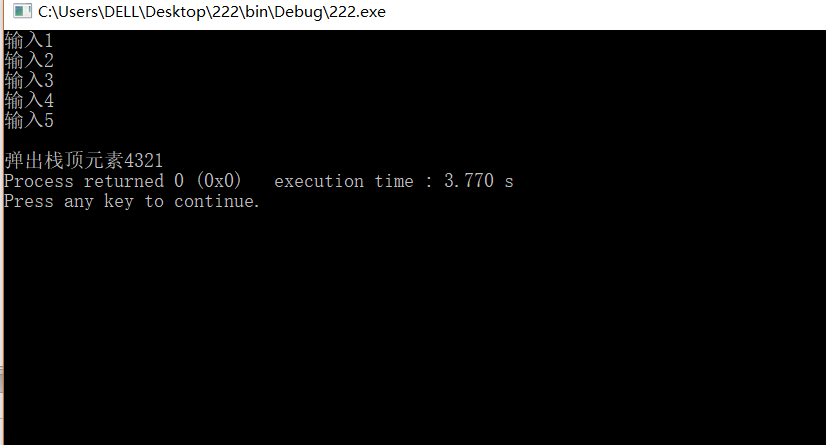 C:\Users\DELL\Desktop\222\bin\Debug\222.exe
输入1
输入2
输入3
输入4
输入5
弹出栈顶元素4321
Process returned 0 (0x0)   execution time : 3.770 s
Press any key to continue.